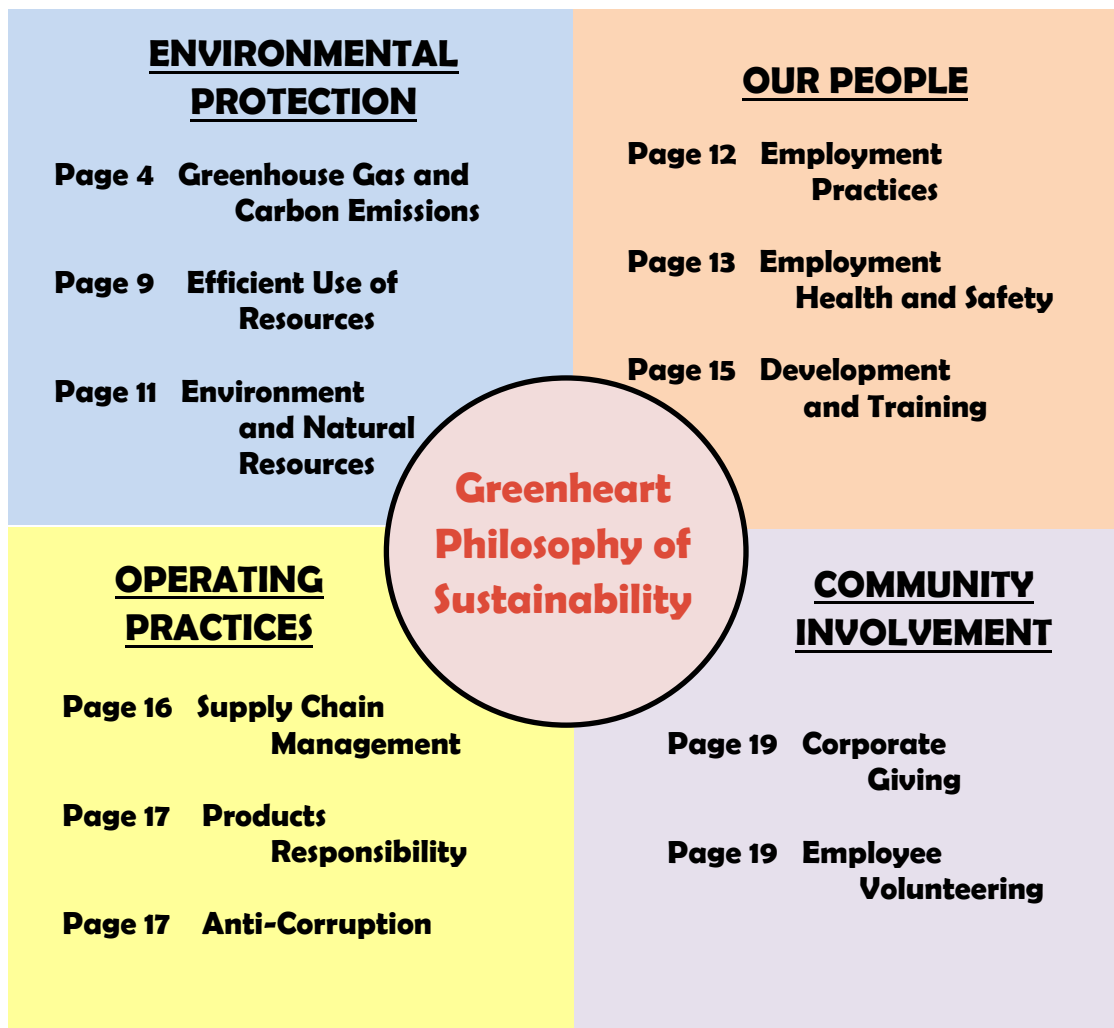 ENVIRONMENTAL
PROTECTION
Page 4 Greenhouse Gas and
Carbon Emissions
Page 9 Efficient Use of
Resources
Page 11 Environment
and Natural
Resources
OUR PEOPLE
Page 12 Employment
Practices
Page 13 Employment
Health and Safety
Page 15 Development
and Training
Greenheart
Philosophy of
Sustainability
OPERATING
PRACTICES
Page 16 Supply Chain
Management
Page 17 Products
Responsibility
Page 17 Anti-Corruption
COMMUNITY
INVOLVEMENT
Page 19 Corporate
Giving
Page 19 Employee
Volunteering